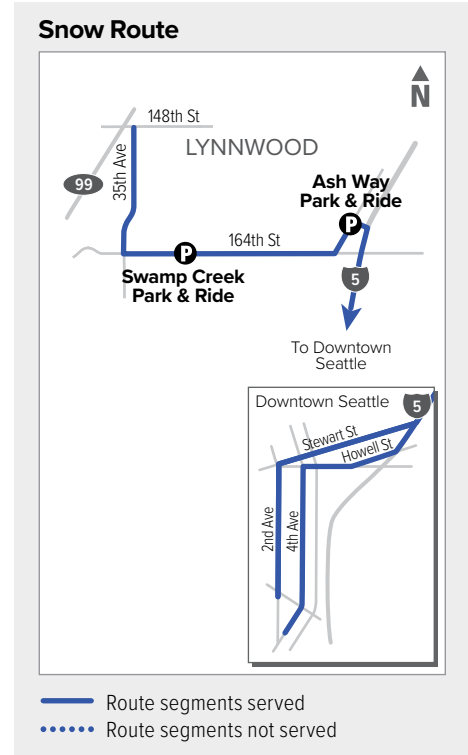 Snow Route
N
148th St
LYNNWOOD
35th Ave
99
Ash Way
Park & Ride
P
164th St
P
Swamp Creek
Park & Ride
5
To Downtown
Seattle
Downtown Seattle
5
Stewart St
Howell St
2nd Ave
4th Ave
Route segments served
Route segments not served